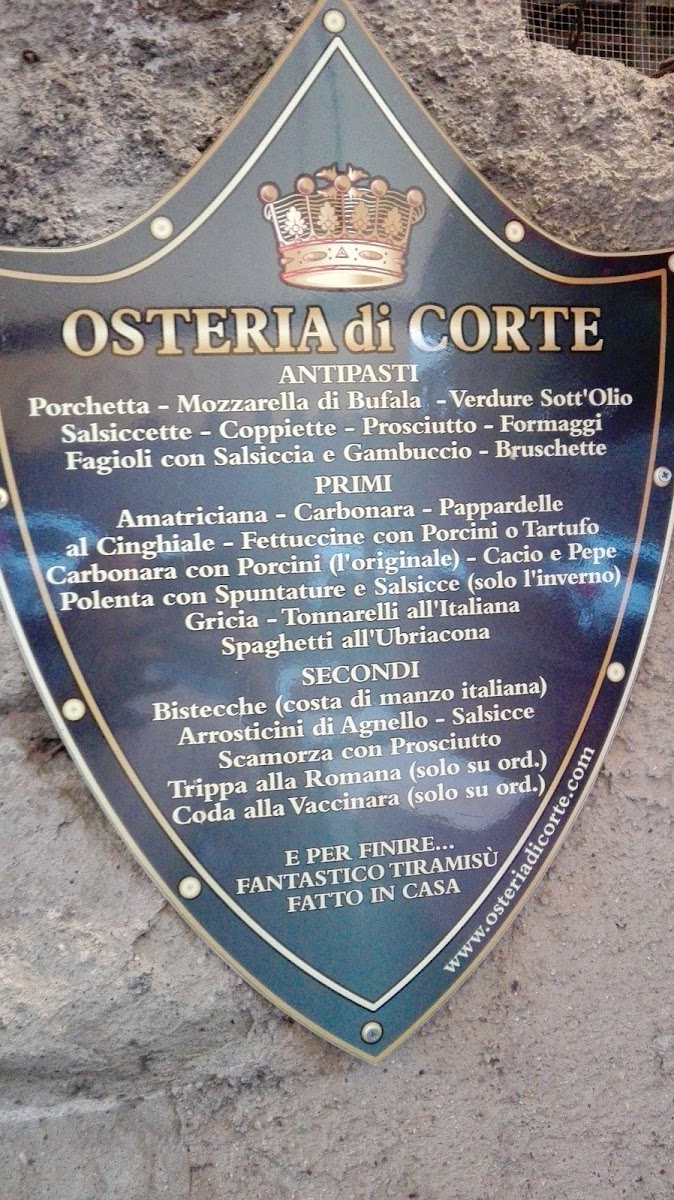 OSTERIA di CORTE
ANTIPASTI
Porchetta - Mozzarella di Bufala - Verdure Sott'Olio
Salsiccette - Coppiette - Prosciutto - Formaggi
Fagioli con Salsiccia e Gambuccio - Bruschette
PRIMI
Amatriciana - Carbonara - Pappardelle
al Cinghiale - Fettuccine con Porcini o Tartufo
Carbonara con Porcini (l'originale) - Cacio e Pepe
Polenta con Spuntature e Salsicce (solo l'inverno)
Gricia - Tonnarelli all'Italiana
Spaghetti all'Ubriacona
SECONDI
Bistecche (costa di manzo italiana)
Arrosticini di Agnello - Salsicce
Scamorza con Prosciutto
Trippa alla Romana (solo su ord.)
Coda alla Vaccinara (solo su ord.)
E PER FINIRE...
FANTASTICO TIRAMISÙ
FATTO IN CASA
www.osteriadicorte.com